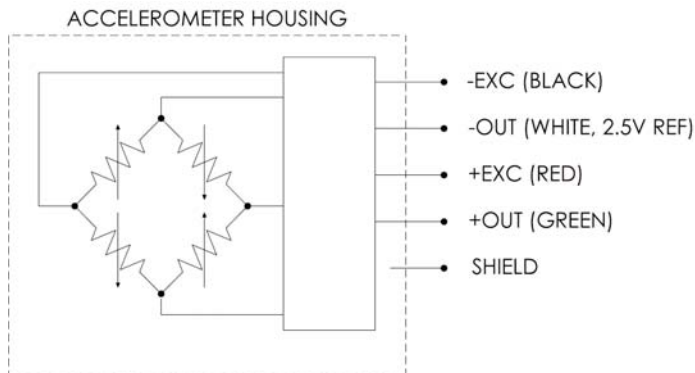 ACCELEROMETER HOUSING
-EXC (BLACK)
-OUT (WHITE, 2.5V REF)
+EXC (RED)
+OUT (GREEN)
SHIELD